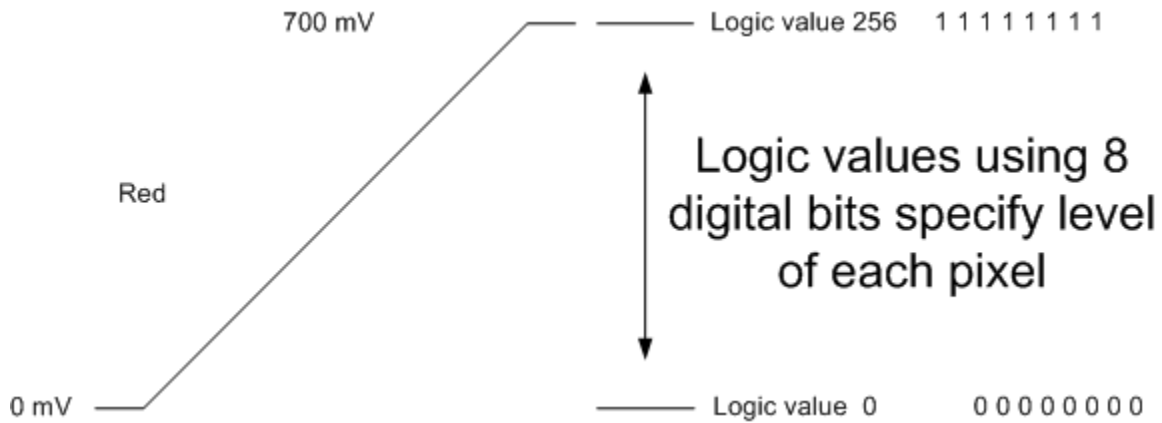 700 mV
Logic value 256 1 1 1 1 1 1 1 1
Red
Logic values using 8
digital bits specify level
of each pixel
0 mV
Logic value 0 0 0 0 0 0 0 0 0